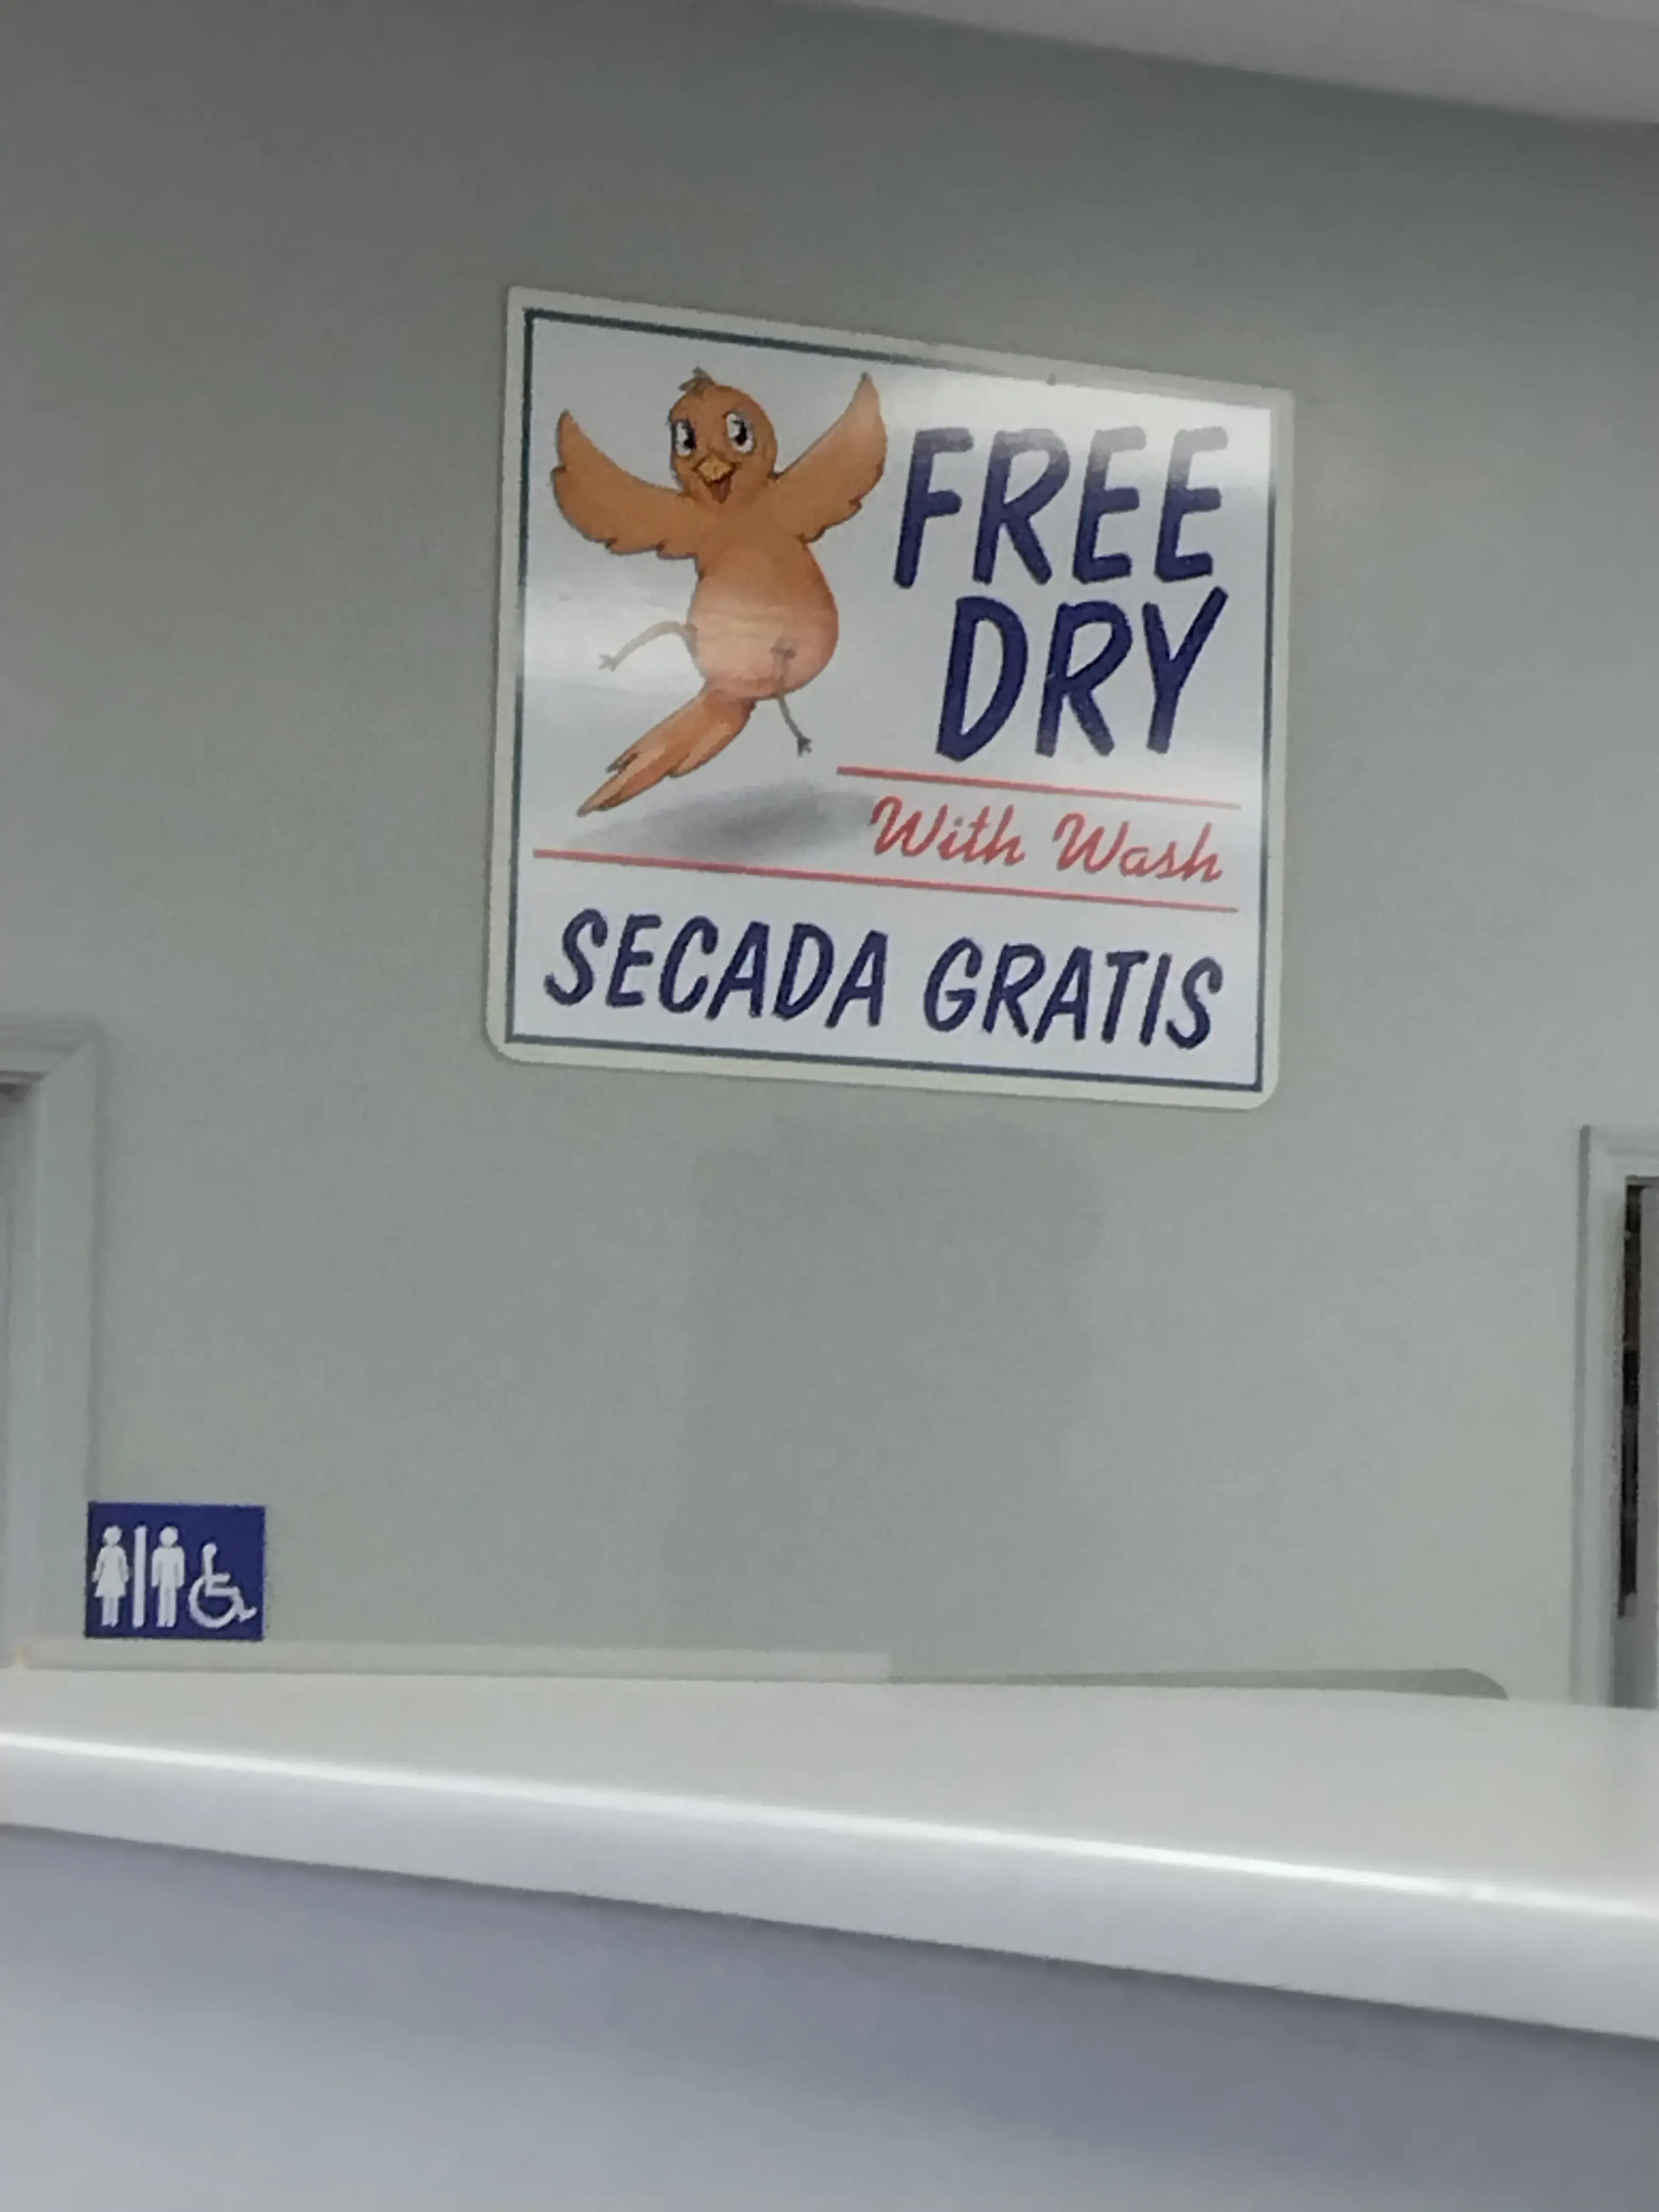 FREE
DRY
With Wash
SECADA GRATIS